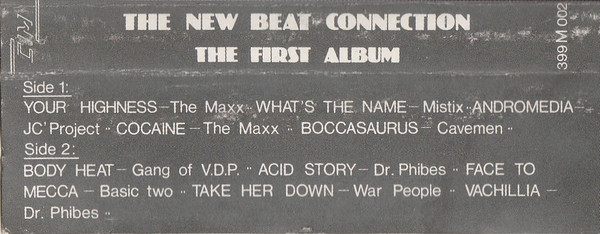 THE NEW BEAT CONNECTION
THE FIRST ALBUM
399 M 002
Side 1:
YOUR HIGHNESS — The Maxx ·· WHAT'S THE NAME — Mistix ·· ANDROMEDIA —
JC' Project ·· COCAINE — The Maxx ·· BOCCASAURUS — Cavemen ··
Side 2:
BODY HEAT — Gang of V.D.P. ·· ACID STORY — Dr. Phibes ·· FACE TO
MECCA — Basic two ·· TAKE HER DOWN — War People ·· VACHILLIA —
Dr. Phibes ··